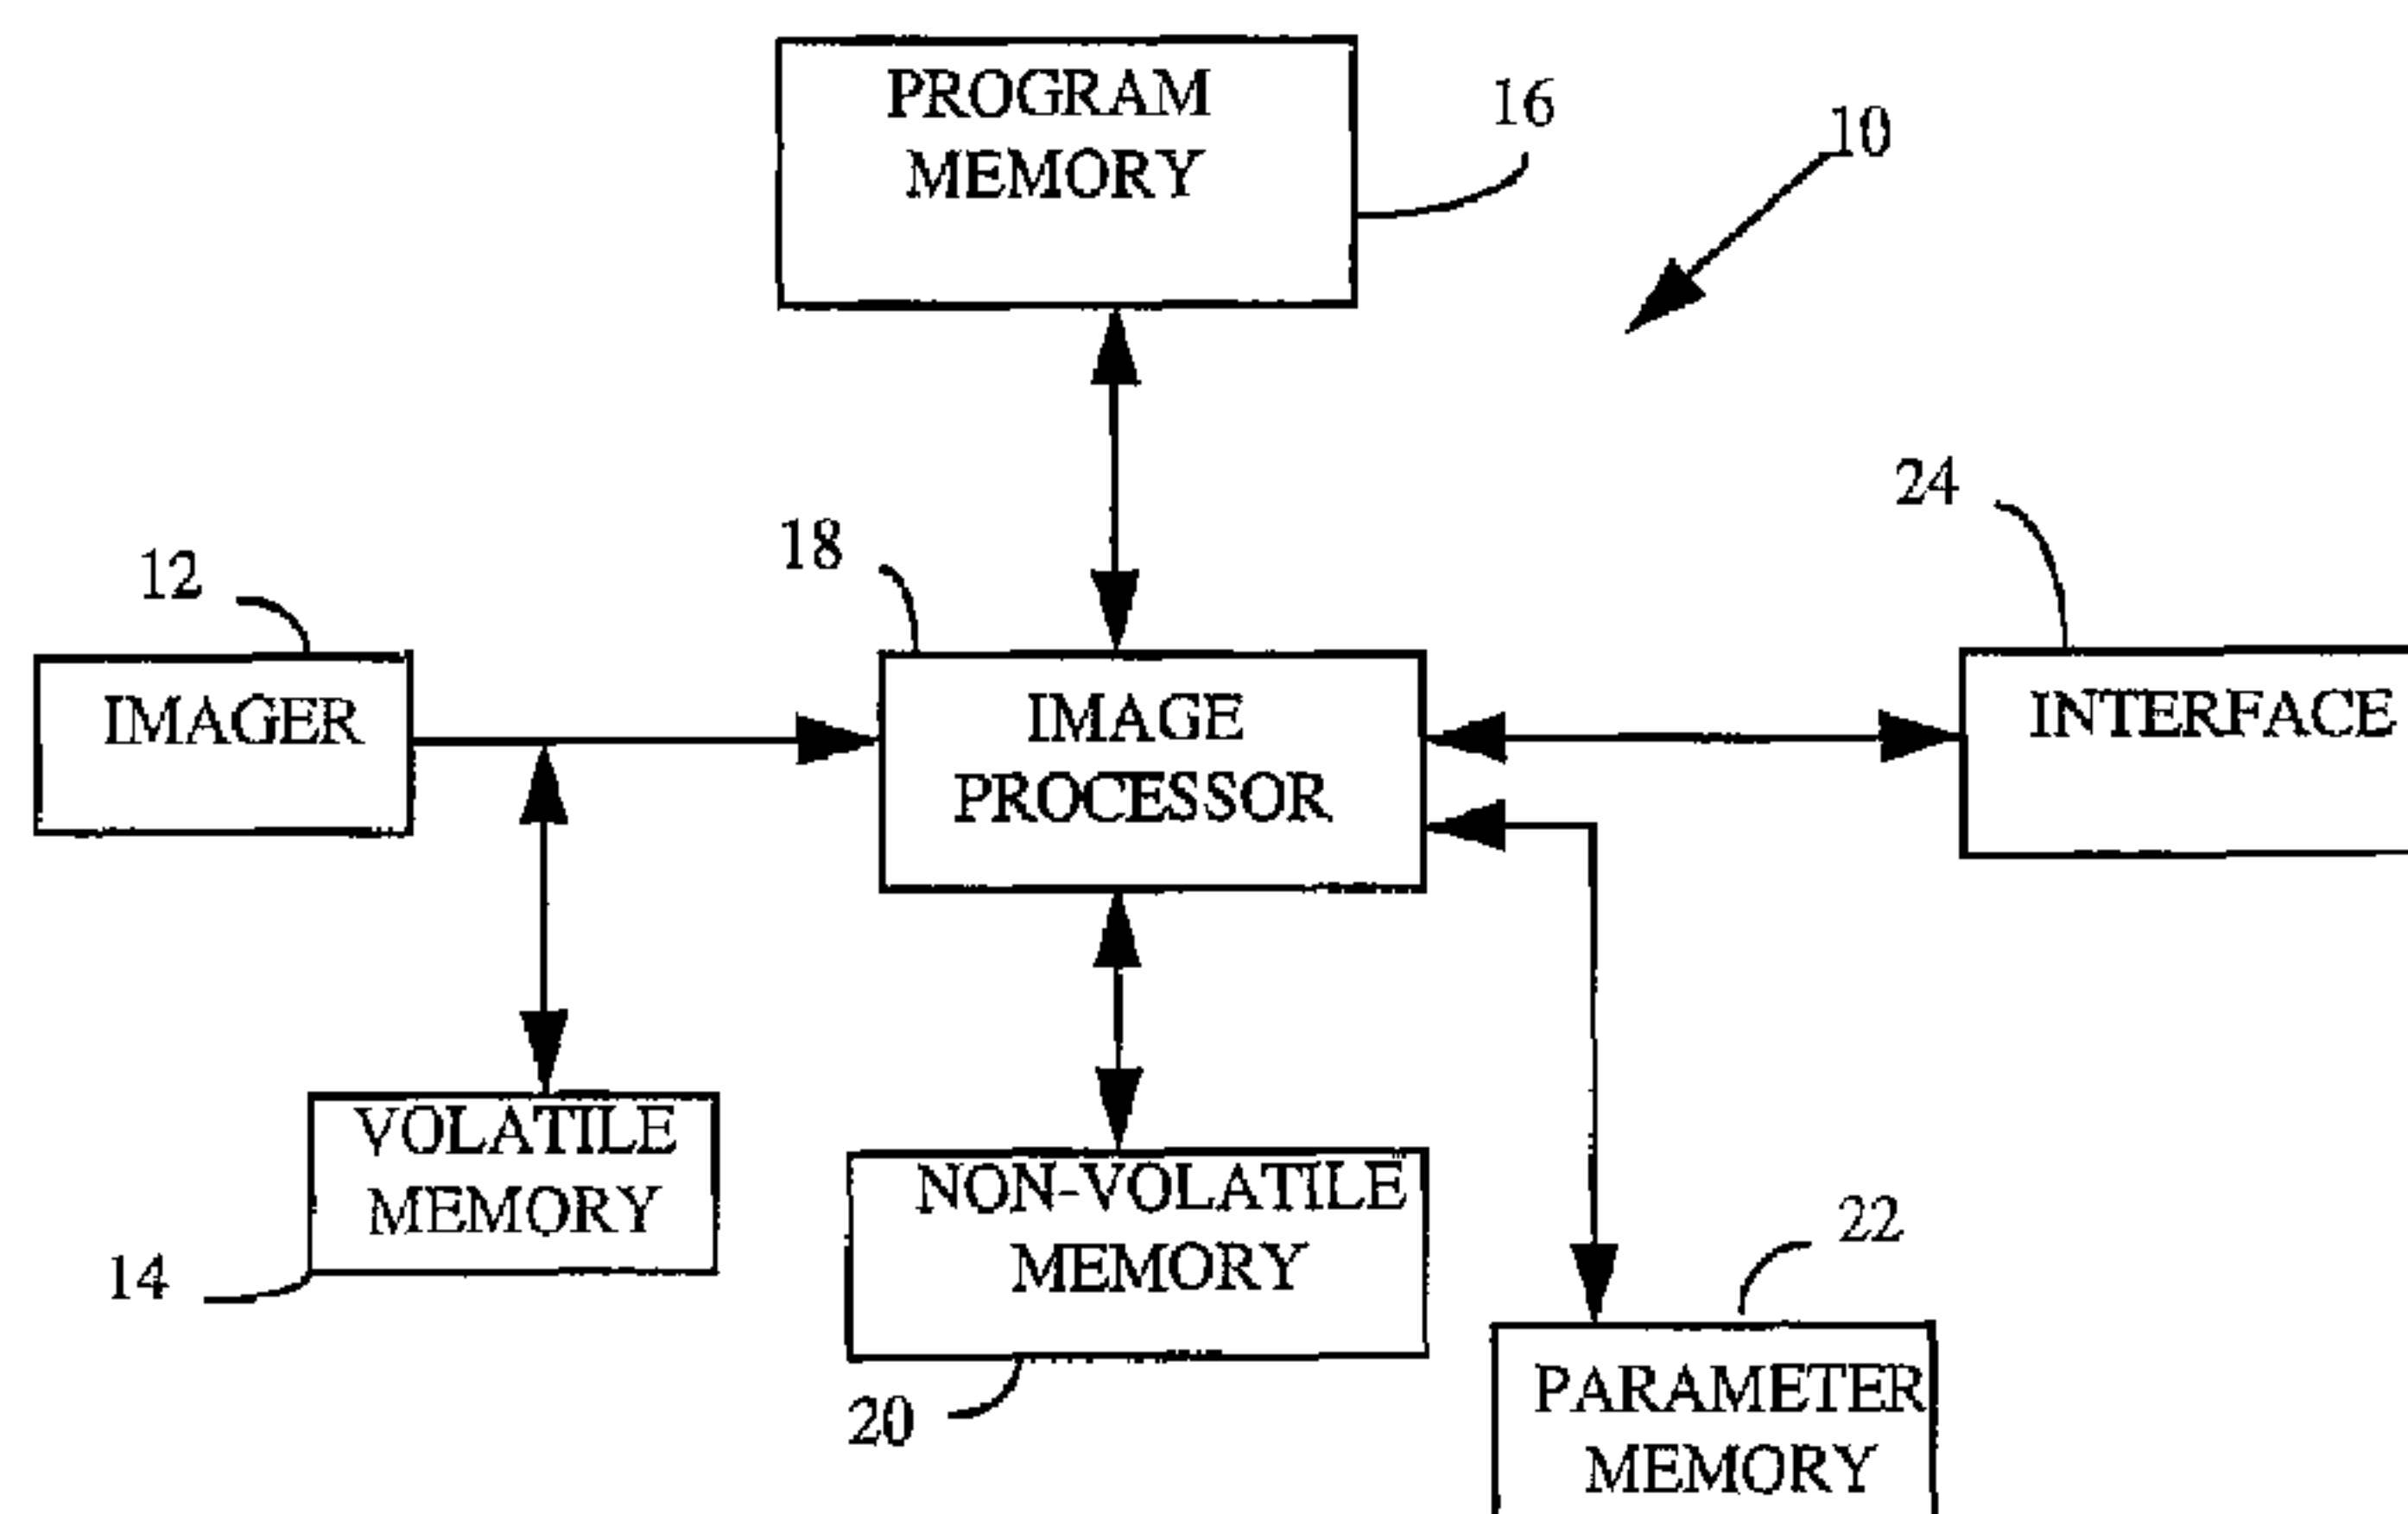 PROGRAM
MEMORY
16
10
24
18
12
IMAGER
IMAGE
PROCESSOR
INTERFACE
VOLATILE
MEMORY
14
NON-VOLATILE
MEMORY
20
22
PARAMETER
MEMORY